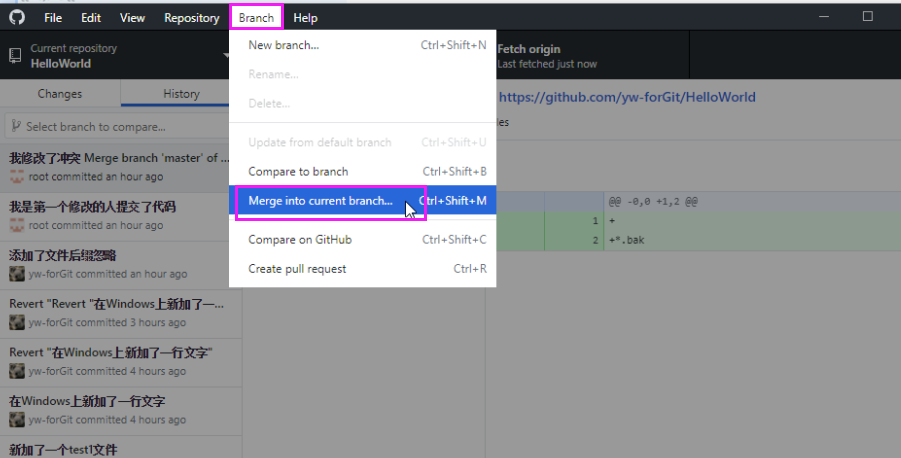 File Edit View Repository Branch Help
Current repository
HelloWorld
Fetch origin
Last fetched just now
Changes History
Select branch to compare...
我修改了冲突 Merge branch 'master' of ...
root committed an hour ago
我是第一个修改的人提交了代码
root committed an hour ago
添加了文件后缀忽略
yw-forGit committed an hour ago
Revert "Revert "在Windows上新加了一...
yw-forGit committed 3 hours ago
Revert "在Windows上新加了一行文字"
yw-forGit committed 4 hours ago
在Windows上新加了一行文字
yw-forGit committed 4 hours ago
新加了一个test1文件
New branch... Ctrl+Shift+N
Rename...
Delete...
Update from default branch Ctrl+Shift+U
Compare to branch Ctrl+Shift+B
Merge into current branch... Ctrl+Shift+M
Compare on GitHub Ctrl+Shift+C
Create pull request Ctrl+R
https://github.com/yw-forGit/HelloWorld
@@ -0,0 +1,2 @@
1 +
2 +*.bak